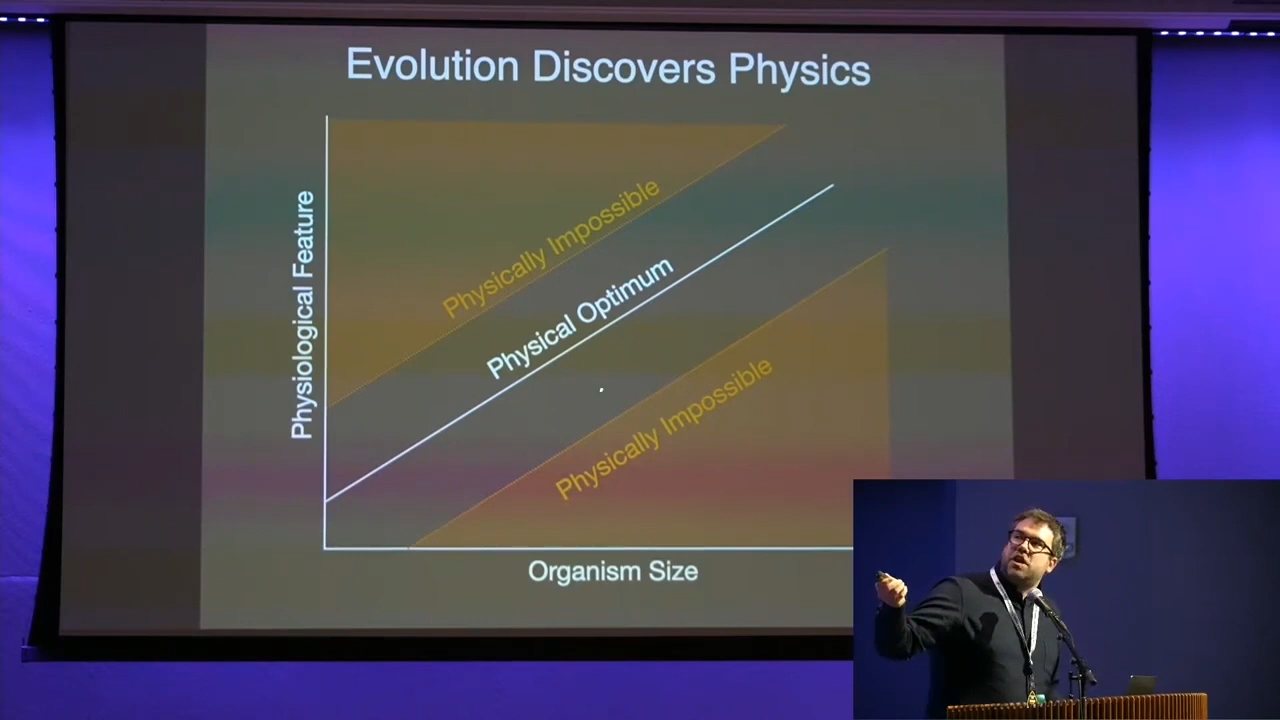 Evolution Discovers Physics
Physiological Feature
Physically Impossible
Physical Optimum
Physically Impossible
Organism Size